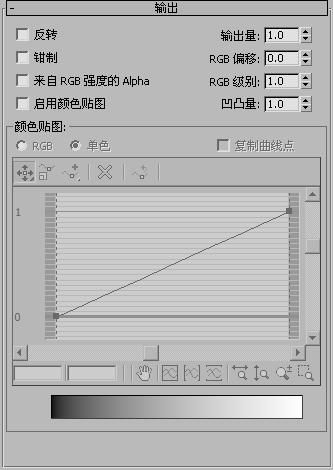 - 输出
反转 输出量: 1.0
钳制 RGB 偏移: 0.0
来自 RGB 强度的 Alpha RGB 级别: 1.0
启用颜色贴图 凹凸量: 1.0
颜色贴图:
RGB 单色 复制曲线点
1
0